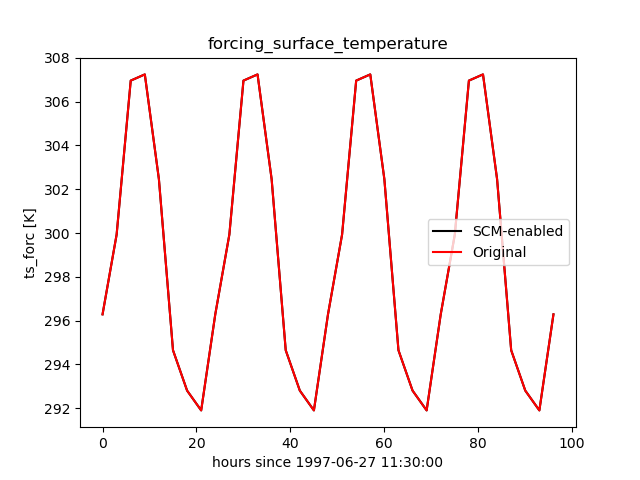 forcing_surface_temperature
308
306
304
302
300
298
296
294
292
ts_forc [K]
SCM-enabled
Original
0 20 40 60 80 100
hours since 1997-06-27 11:30:00